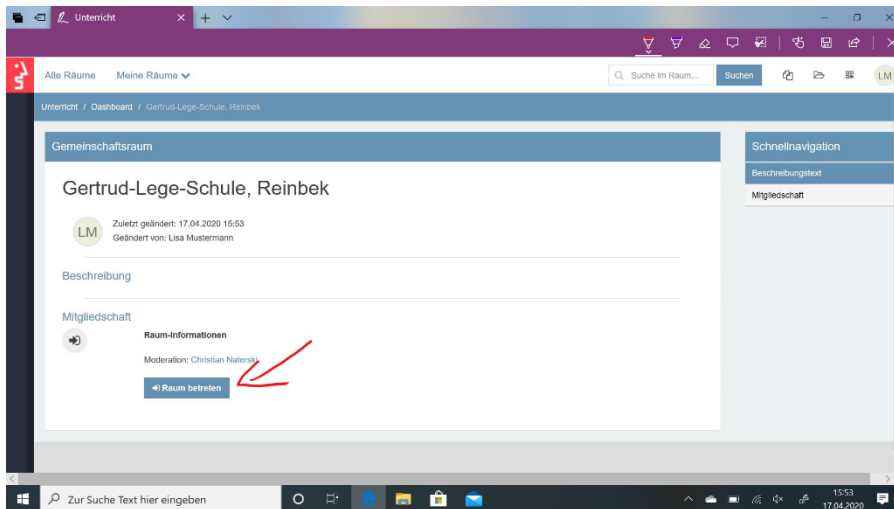 Unterricht
Alle Räume Meine Räume Suche im Raum... Suchen LM
Unterricht / Dashboard / Gertrud-Lege-Schule, Reinbek
Gemeinschaftsraum
Gertrud-Lege-Schule, Reinbek
LM
Zuletzt geändert: 17.04.2020 15:53
Geändert von: Lisa Mustermann
Beschreibung
Mitgliedschaft
Raum-Informationen
Moderation: Christian Naterski
Raum betreten
Schnellnavigation
Beschreibungstext
Mitgliedschaft
Zur Suche Text hier eingeben
15:53
17.04.2020